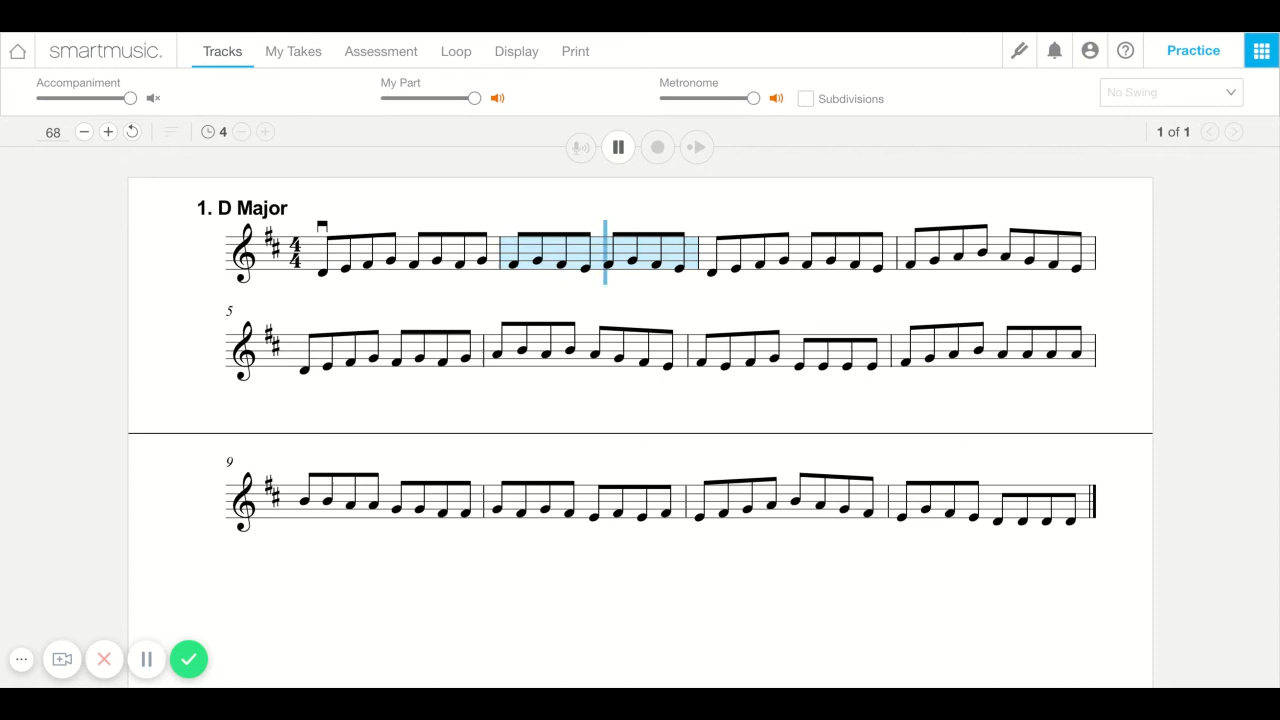 smartmusic. Tracks My Takes Assessment Loop Display Print Practice
Accompaniment My Part Metronome
Subdivisions No Swing
68 4 1 of 1
1. D Major
4
4
5
9